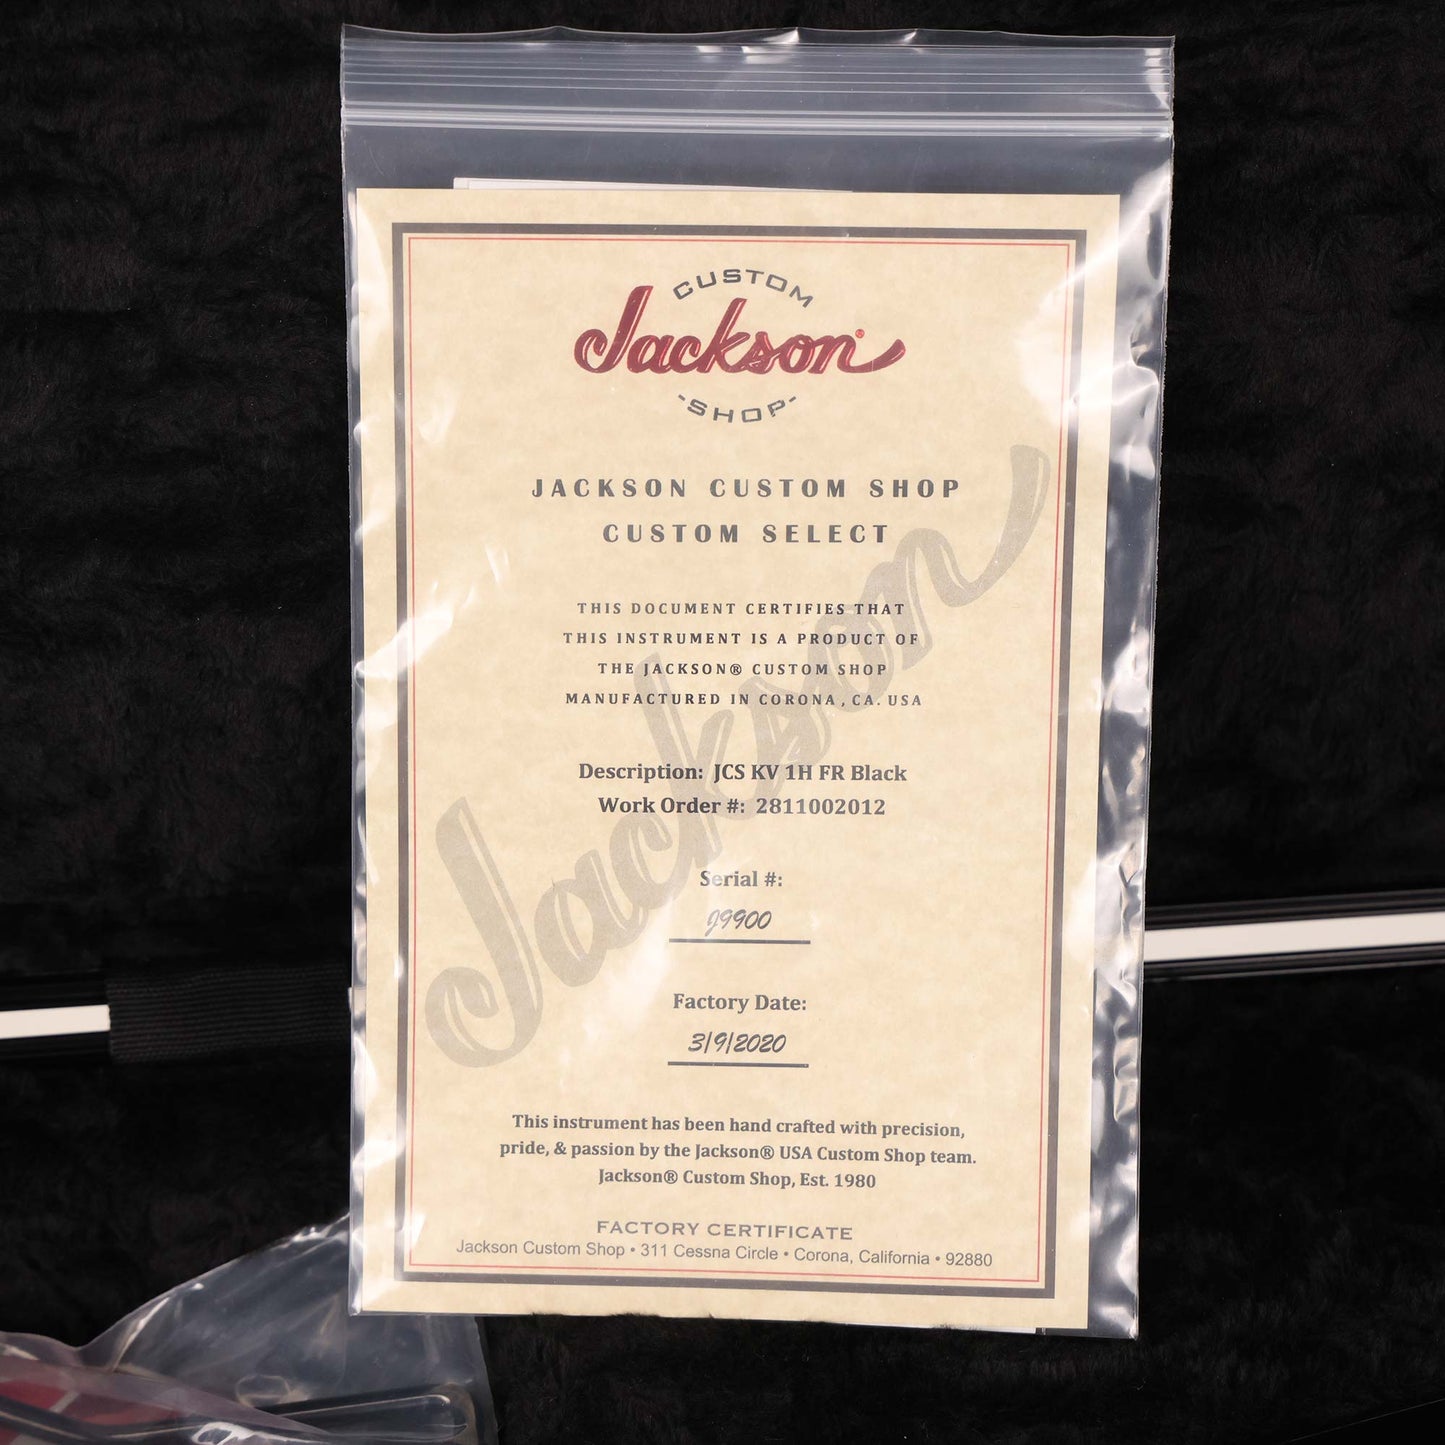 CUSTOM
Jackson®
-SHOP-
JACKSON CUSTOM SHOP
CUSTOM SELECT
THIS DOCUMENT CERTIFIES THAT
THIS INSTRUMENT IS A PRODUCT OF
THE JACKSON® CUSTOM SHOP
MANUFACTURED IN CORONA, CA. USA
Jackson
Description: JCS KV 1H FR Black
Work Order #: 2811002012
Serial #:
J9900
Factory Date:
3/9/2020
This instrument has been hand crafted with precision,
pride, & passion by the Jackson® USA Custom Shop team.
Jackson® Custom Shop, Est. 1980
FACTORY CERTIFICATE
Jackson Custom Shop • 311 Cessna Circle • Corona, California • 92880